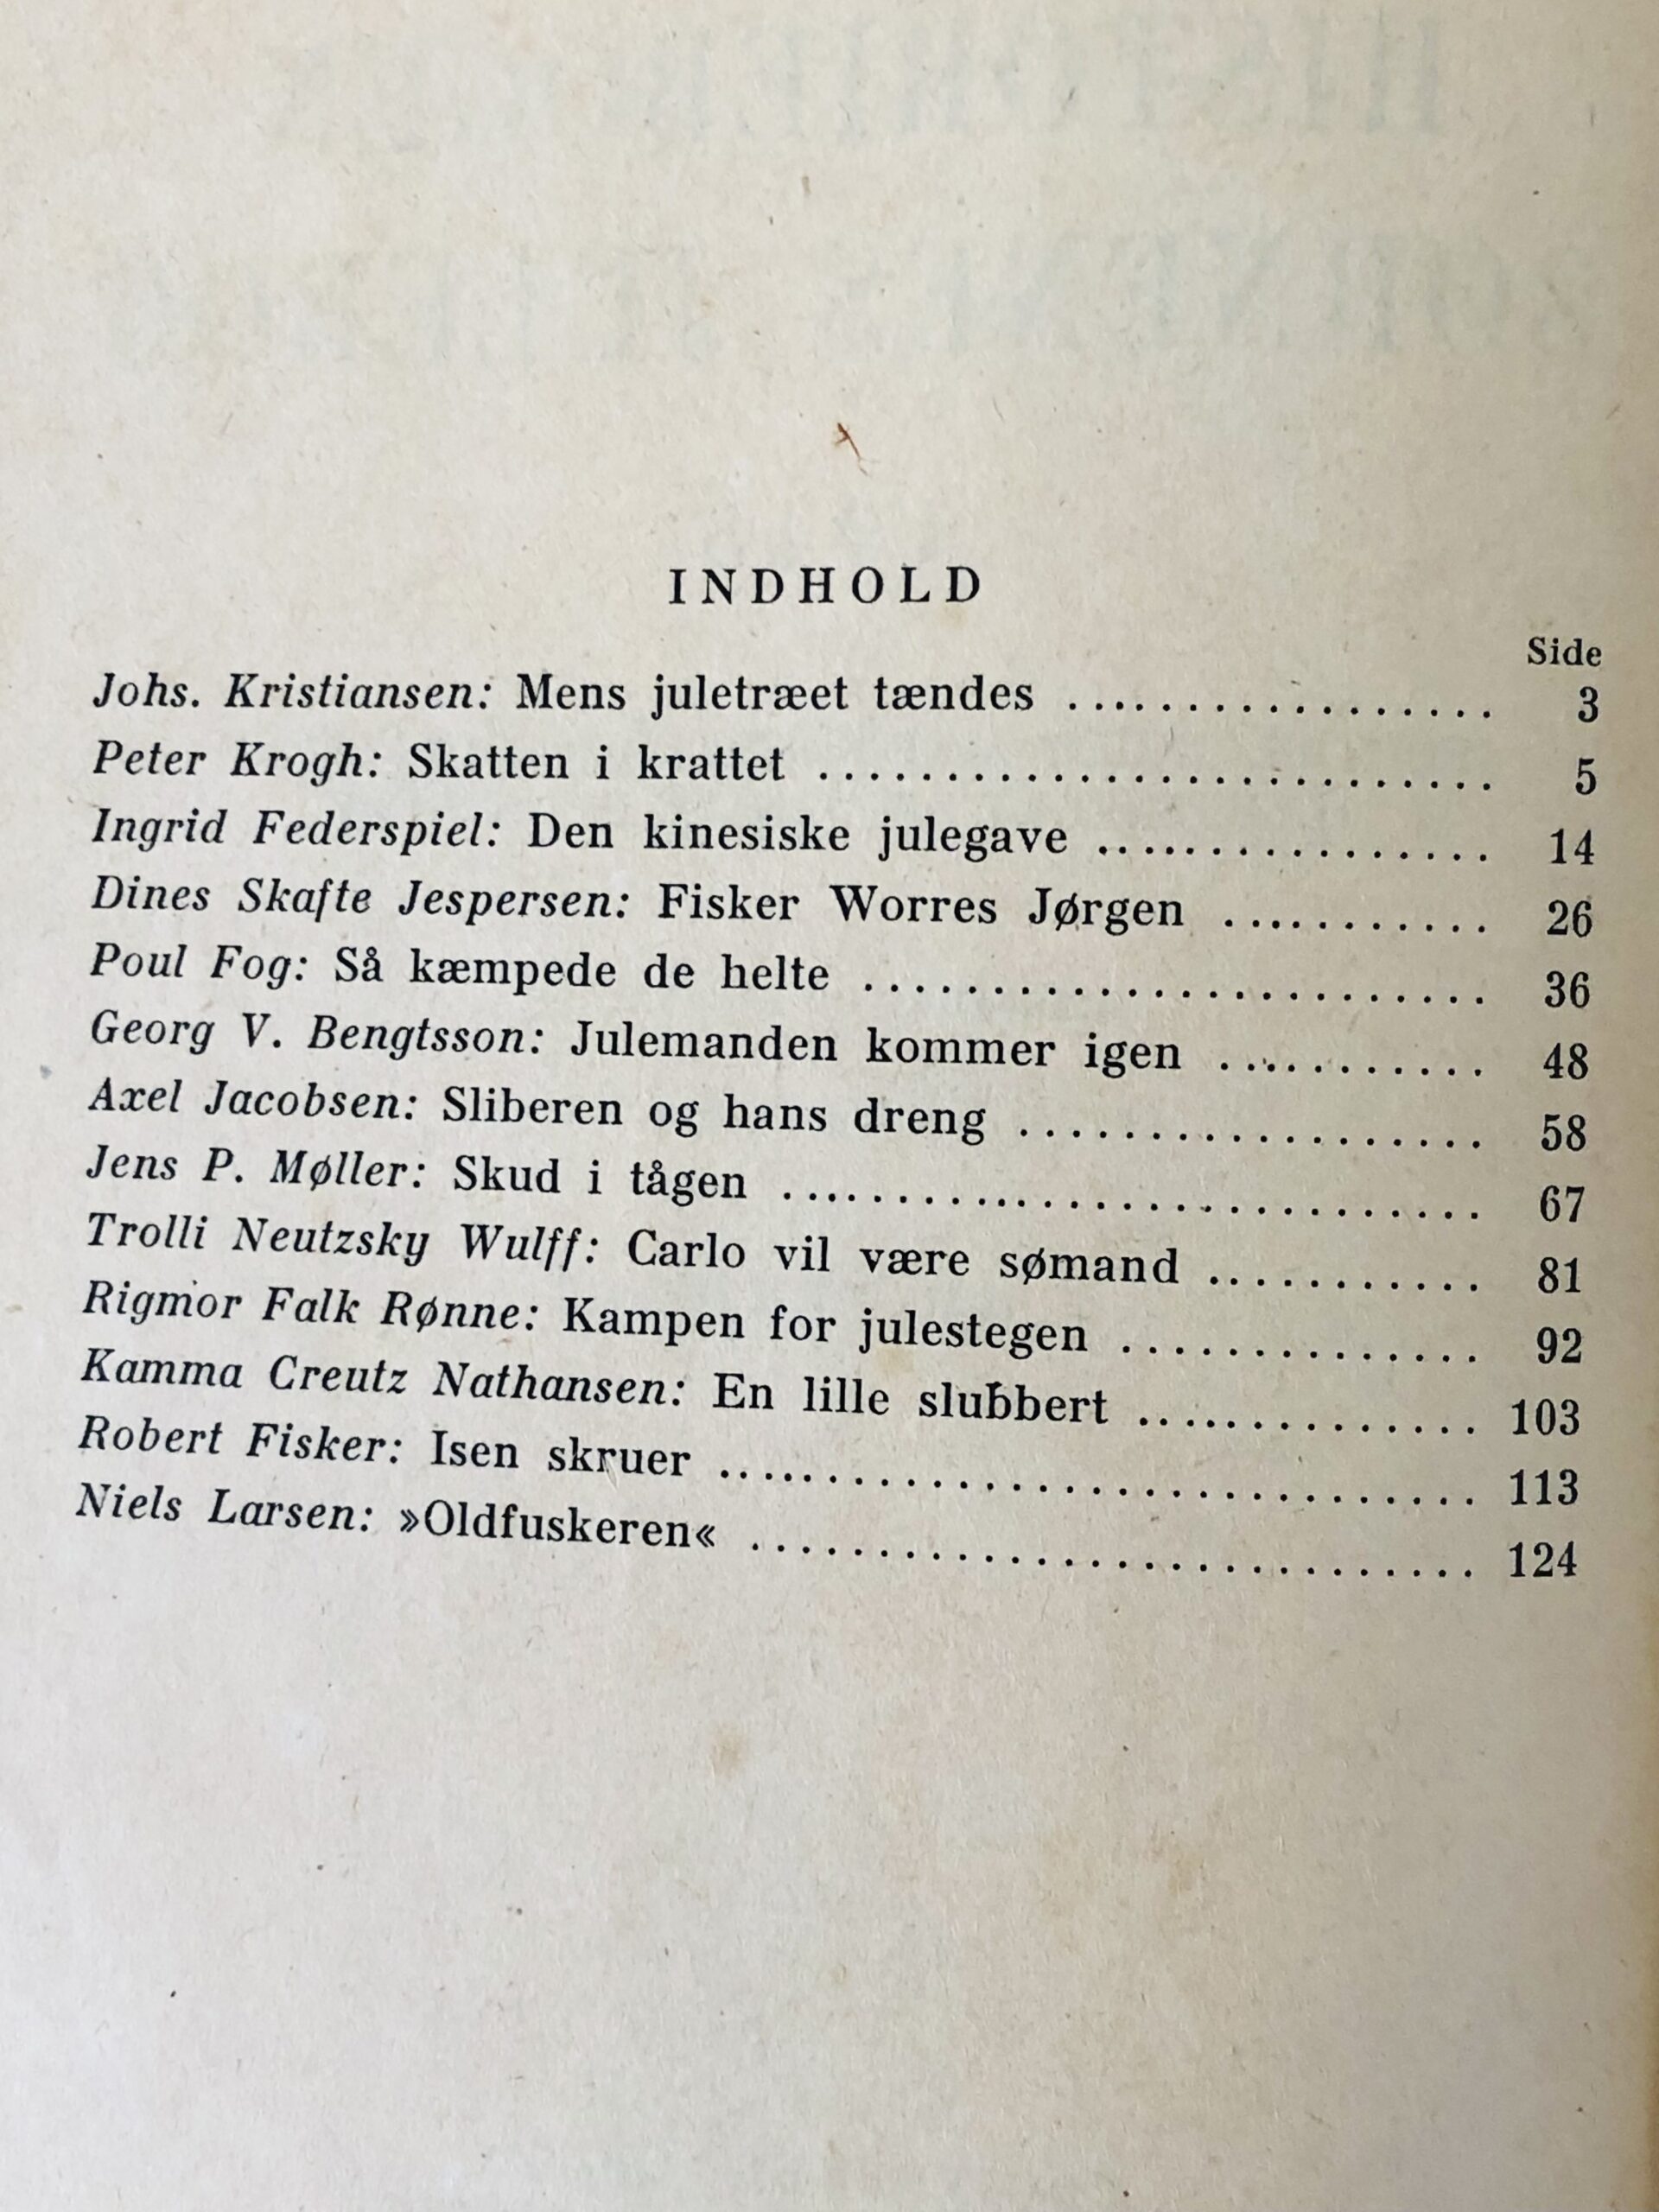 INDHOLD
Side
Johs. Kristiansen: Mens juletræet tændes ................. 3
Peter Krogh: Skatten i krattet .......................... 5
Ingrid Federspiel: Den kinesiske julegave ................ 14
Dines Skafte Jespersen: Fisker Worres Jørgen ........... 26
Poul Fog: Så kæmpede de helte ........................ 36
Georg V. Bengtsson: Julemanden kommer igen ........... 48
Axel Jacobsen: Sliberen og hans dreng .................. 58
Jens P. Møller: Skud i tågen ............................ 67
Trolli Neutzsky Wulff: Carlo vil være sømand ........... 81
Rigmor Falk Rønne: Kampen for julestegen .............. 92
Kamma Creutz Nathansen: En lille slubbert .............. 103
Robert Fisker: Isen skruer .............................. 113
Niels Larsen: »Oldfuskeren« ............................ 124